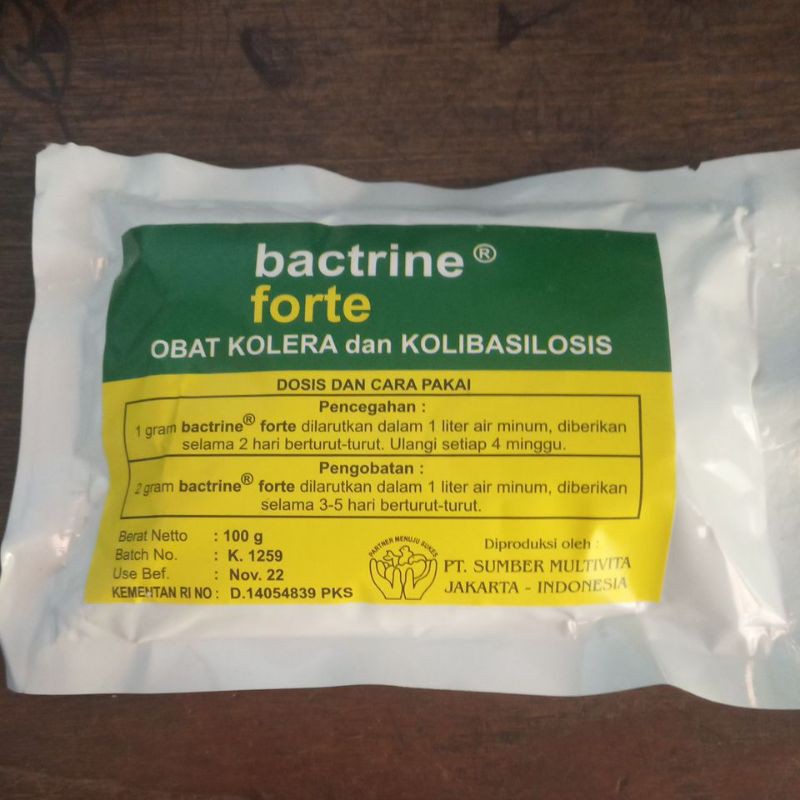 bactrine ®
forte
OBAT KOLERA dan KOLIBASILOSIS
DOSIS DAN CARA PAKAI
Pencegahan :
1 gram bactrine® forte dilarutkan dalam 1 liter air minum, diberikan
selama 2 hari berturut-turut. Ulangi setiap 4 minggu.
Pengobatan :
2 gram bactrine® forte dilarutkan dalam 1 liter air minum, diberikan
selama 3-5 hari berturut-turut.
Berat Netto : 100 g
Batch No. : K. 1259
Use Bef. : Nov. 22
KEMENTAN RI NO : D.14054839 PKS
PARTNER MENUJU SUKSES
Diproduksi oleh :
PT. SUMBER MULTIVITA
JAKARTA - INDONESIA